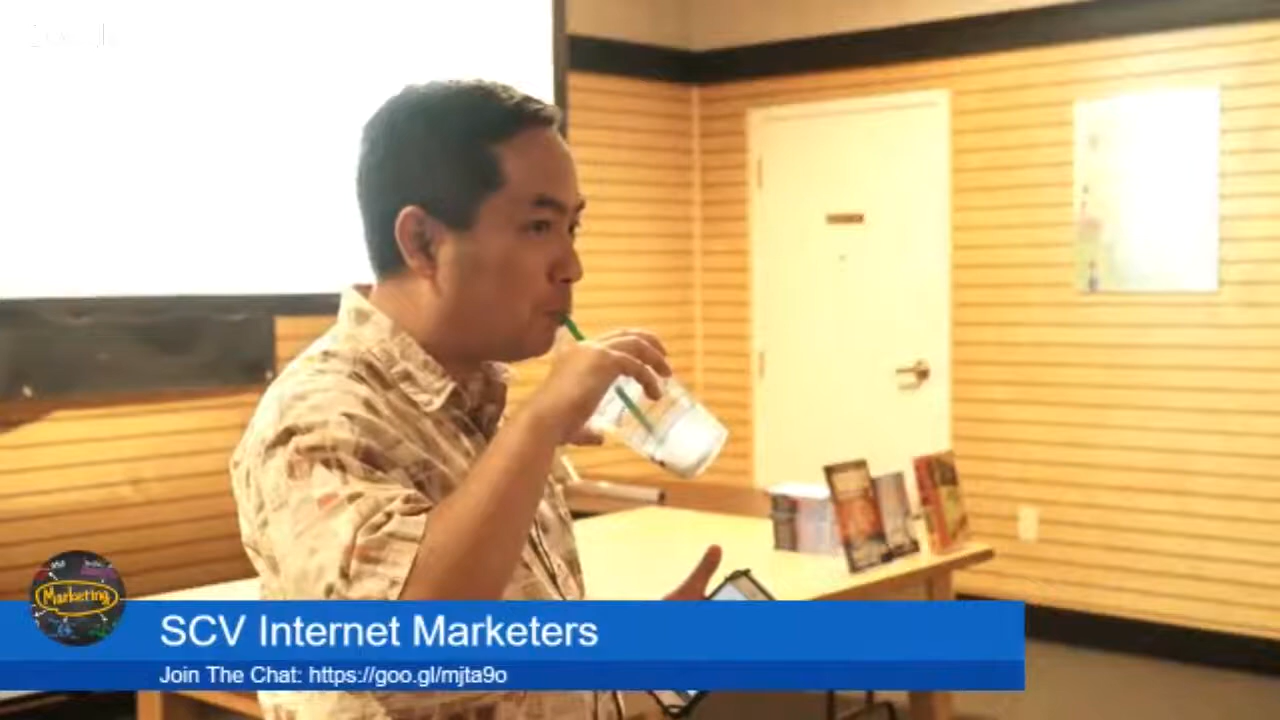 Marketing
SCV Internet Marketers
Join The Chat: https://goo.gl/mjta9o